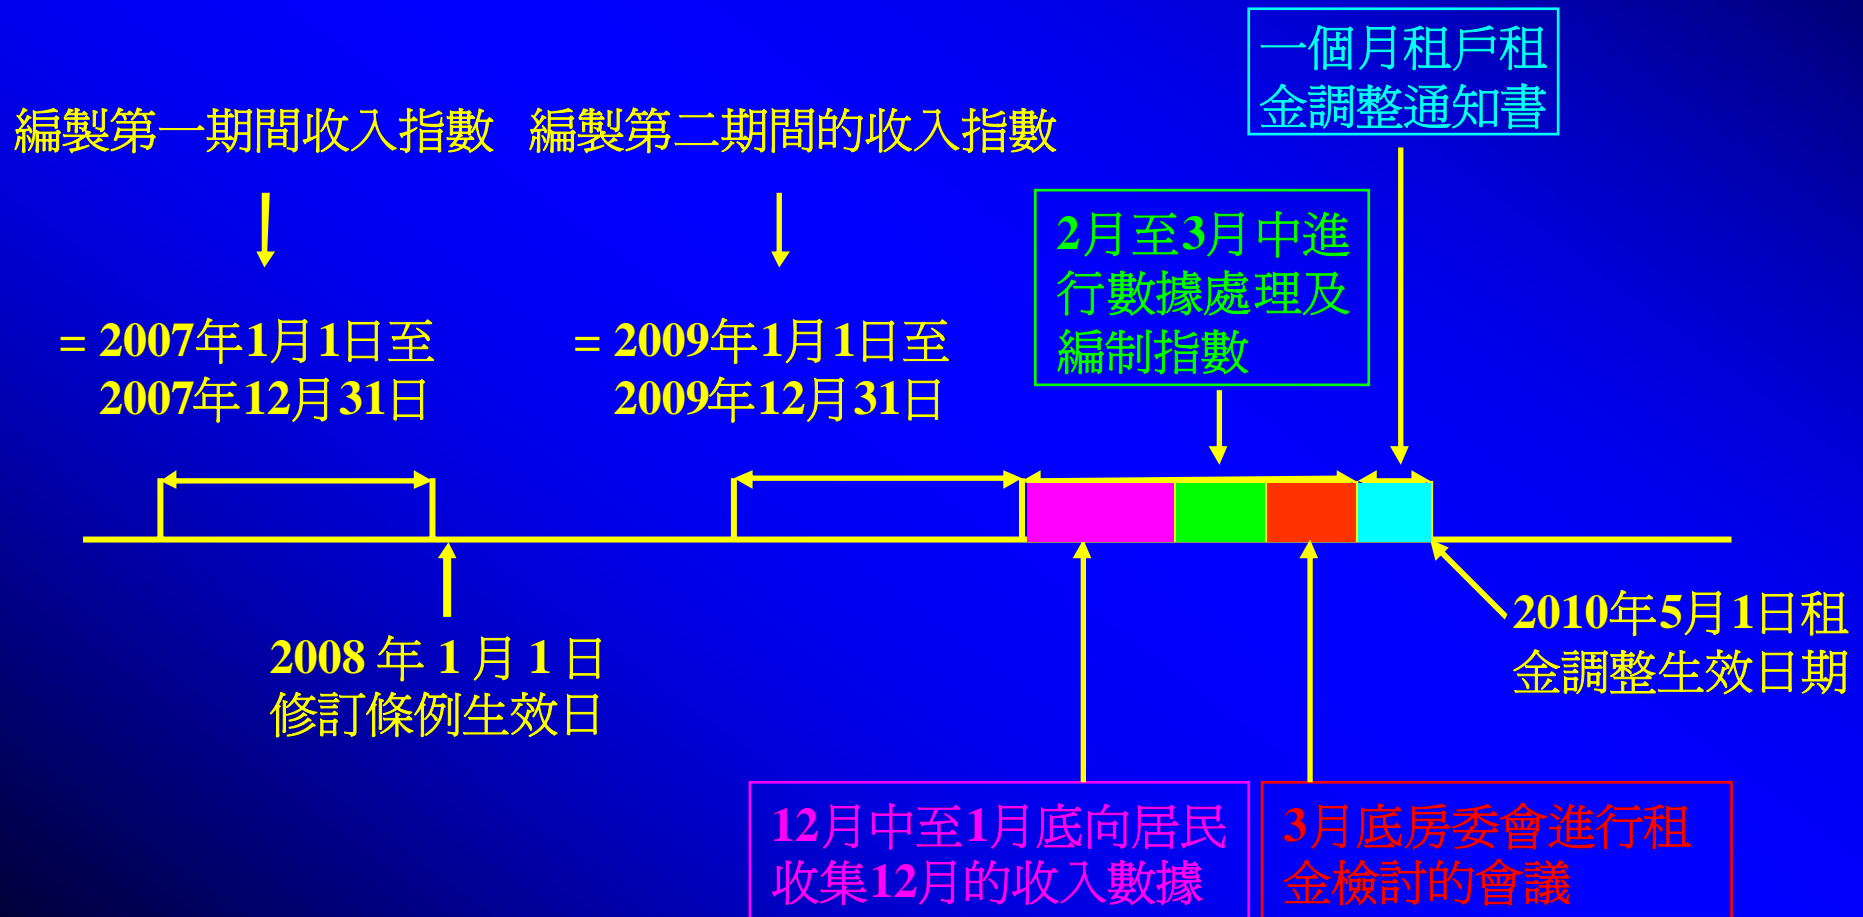 一個月租戶租
金調整通知書
編製第一期間收入指數
編製第二期間的收入指數
2月至3月中進
行數據處理及
編制指數
= 2007年1月1日至
2007年12月31日
= 2009年1月1日至
2009年12月31日
2008 年 1 月 1 日
修訂條例生效日
2010年5月1日租
金調整生效日期
12月中至1月底向居民
收集12月的收入數據
3月底房委會進行租
金檢討的會議